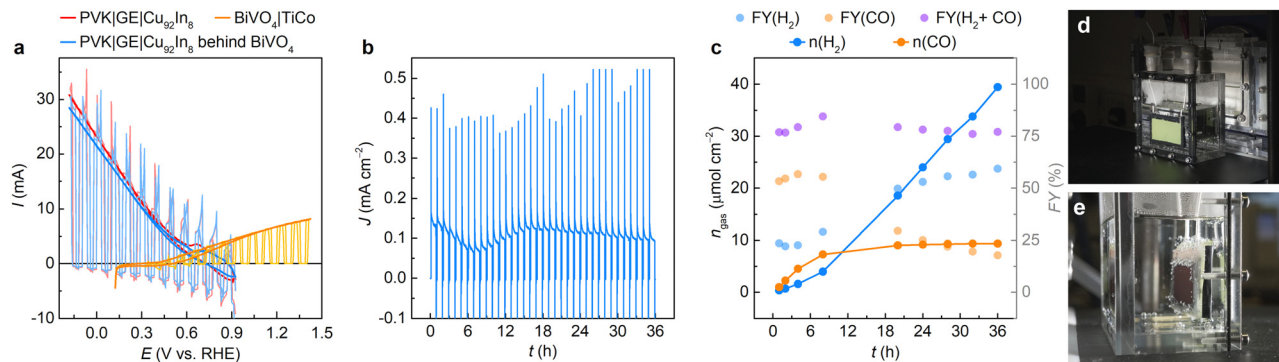 PVK|GE|Cu₉₂In₈
BiVO₄|TiCo
PVK|GE|Cu₉₂In₈ behind BiVO₄
a
30
20
10
0
-10
I (mA)
0.0 0.3 0.6 0.9 1.2 1.5
E (V vs. RHE)
b
0.5
0.4
0.3
0.2
0.1
0.0
J (mA cm⁻²)
0 6 12 18 24 30 36
t (h)
FY(H₂) FY(CO) FY(H₂+ CO)
n(H₂) n(CO)
c
50
40
30
20
10
0
n gas (μmol cm⁻²)
0 6 12 18 24 30 36
t (h)
100
75
50
25
0
FY (%)
d
e